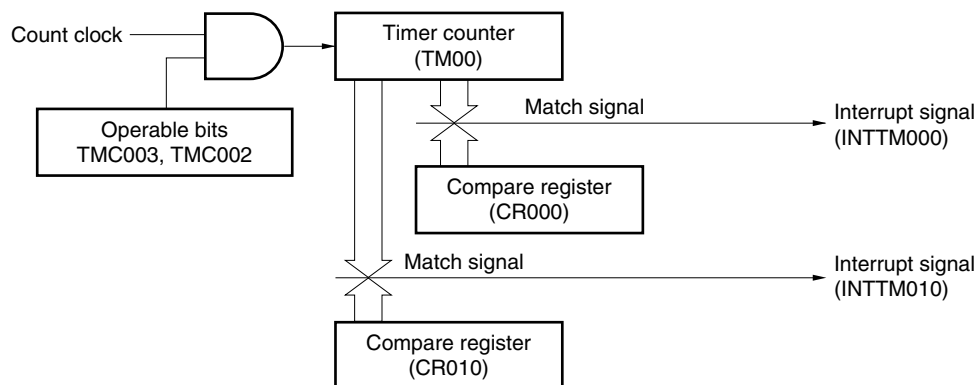 Count clock
Timer counter
(TM00)
Operable bits
TMC003, TMC002
Match signal
Interrupt signal
(INTTM000)
Compare register
(CR000)
Match signal
Interrupt signal
(INTTM010)
Compare register
(CR010)